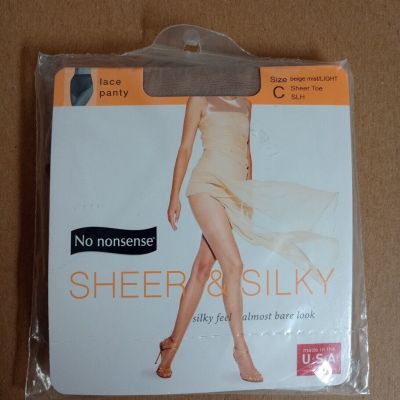 lace
panty
Size beige mist/LIGHT
C Sheer Toe
SLH
No nonsense®
SHEER & SILKY
silky feel almost bare look
made in the
U.S.A